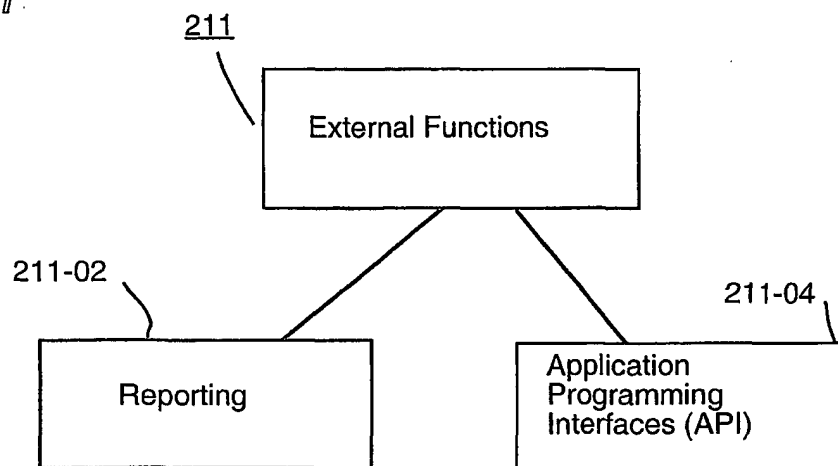 211
External Functions
211-02
211-04
Reporting
Application
Programming
Interfaces (API)